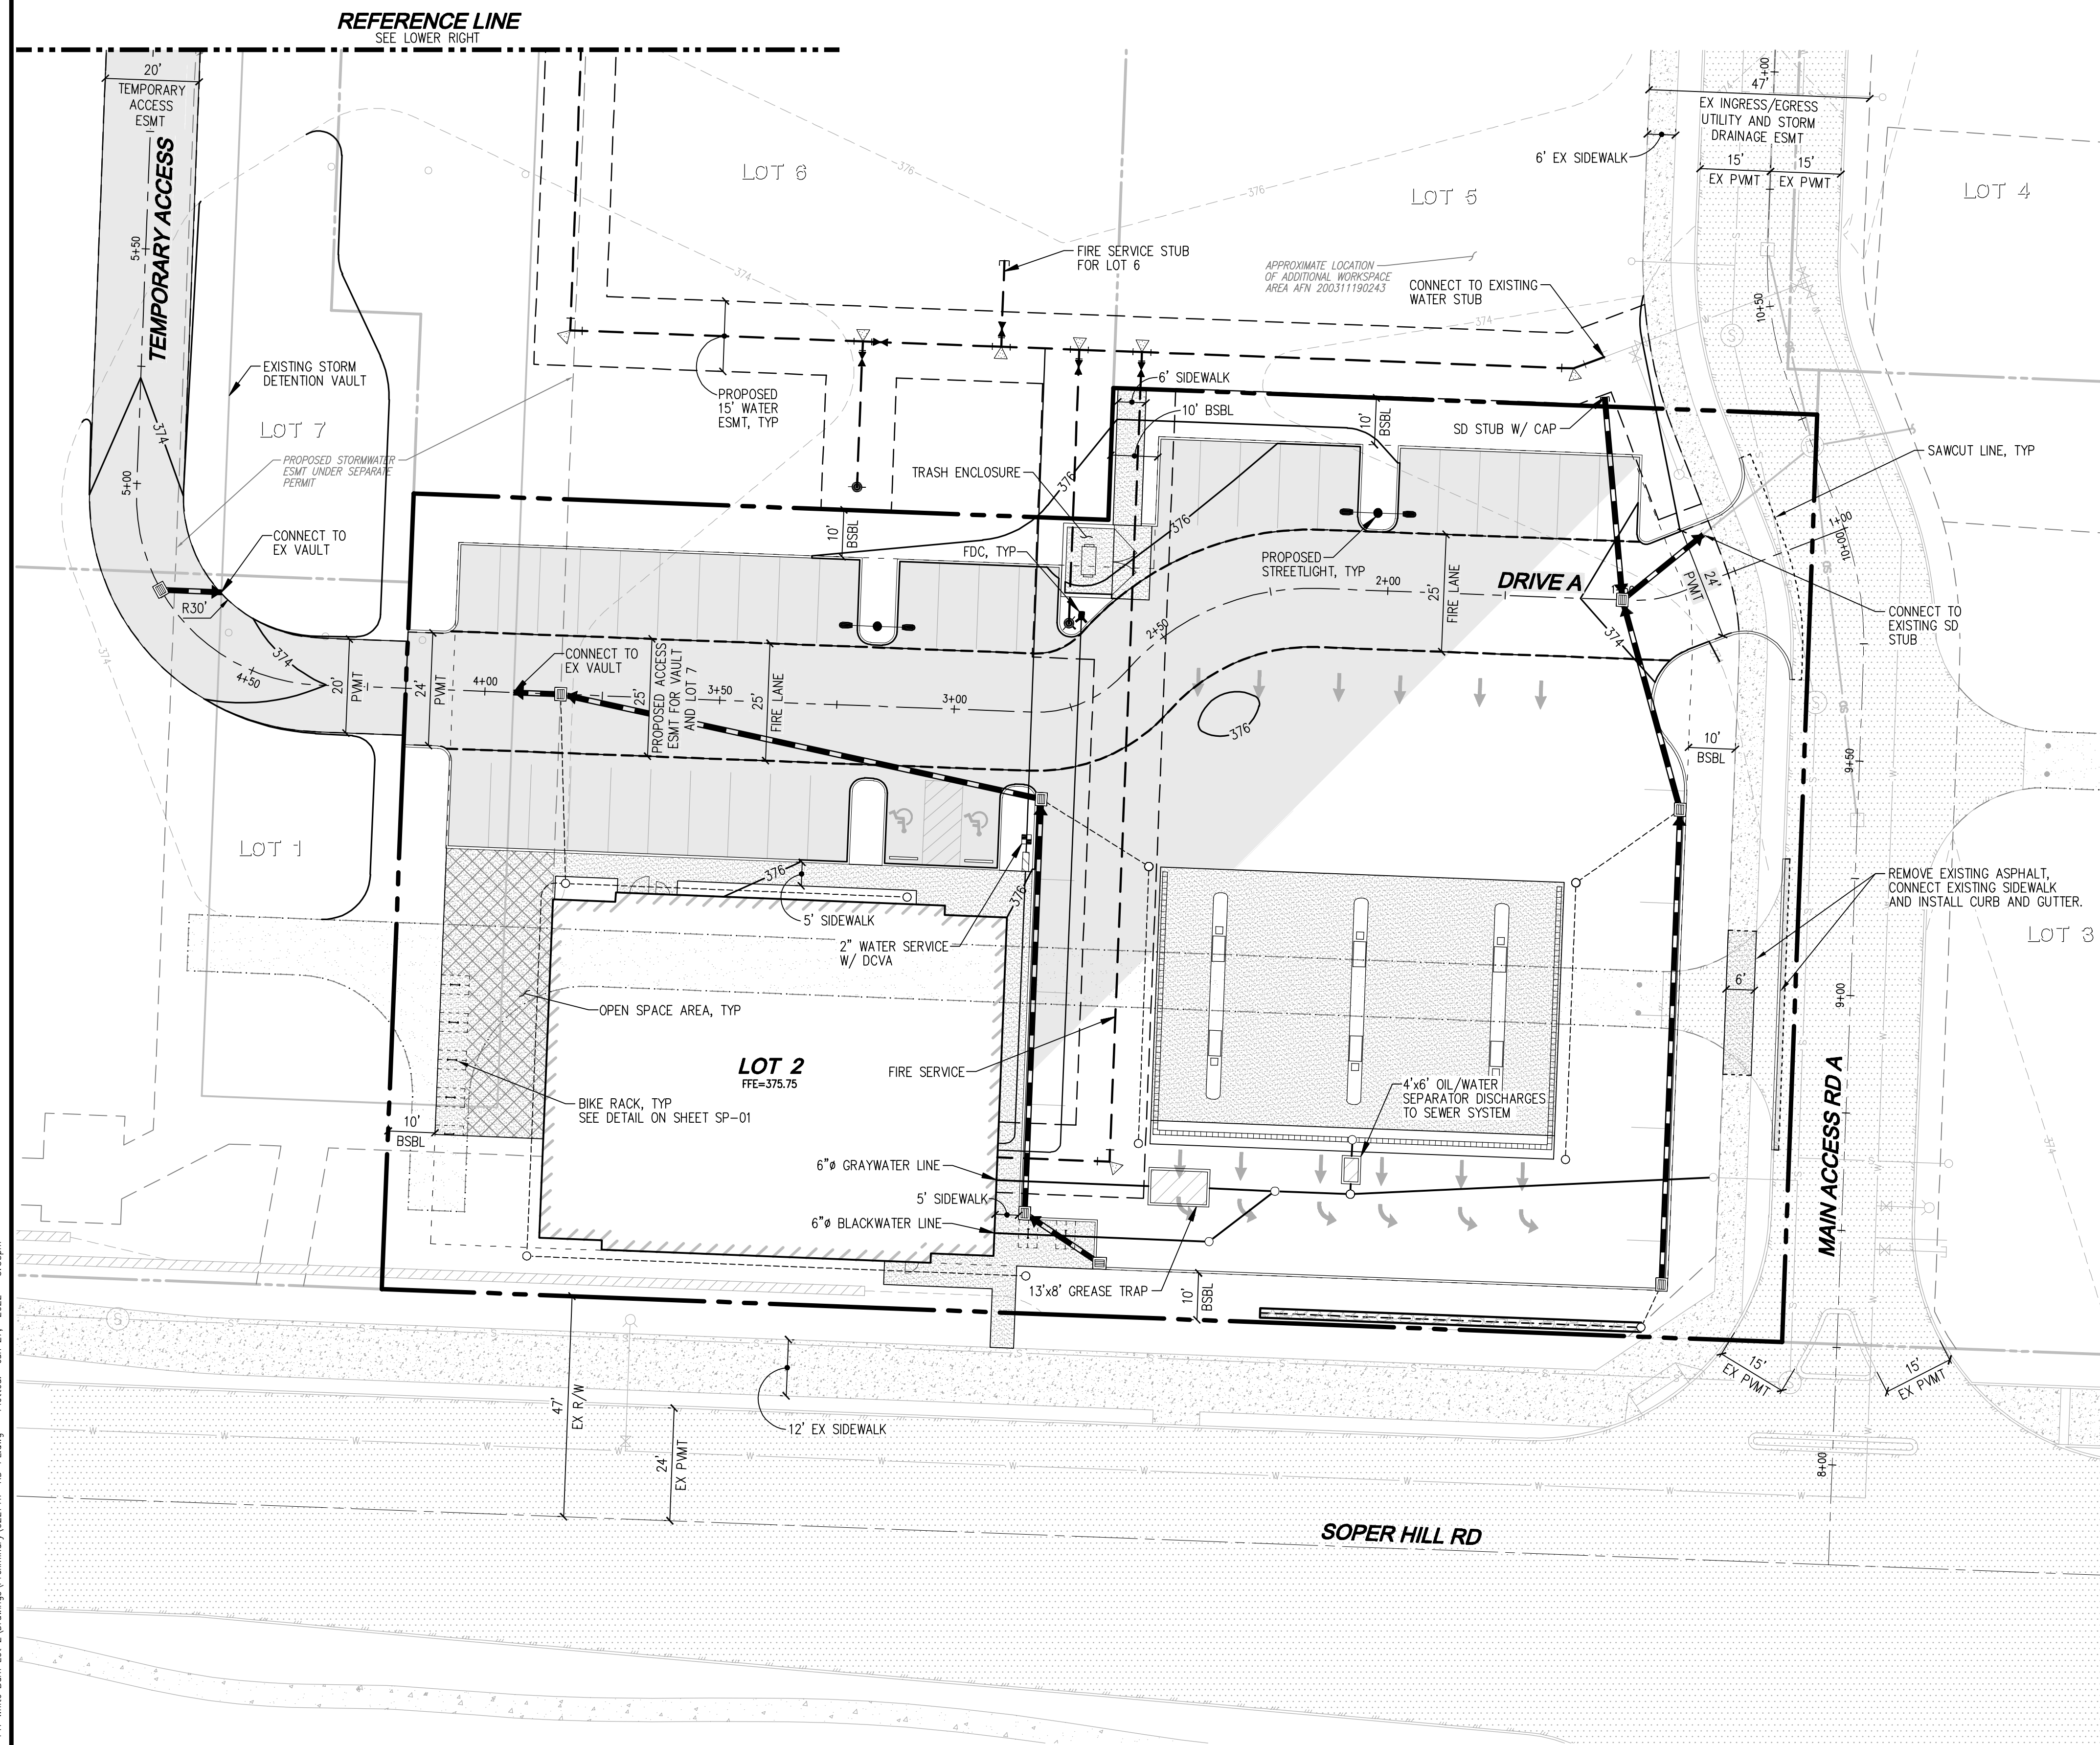 REFERENCE LINE
SEE LOWER RIGHT
20'
TEMPORARY
ACCESS
ESMT
TEMPORARY ACCESS
5+50
5+00
4+50
374
EXISTING STORM
DETENTION VAULT
LOT 7
PROPOSED STORMWATER
ESMT UNDER SEPARATE
PERMIT
CONNECT TO
EX VAULT
R30'
374
374
374
LOT 6
376
FIRE SERVICE STUB
FOR LOT 6
PROPOSED
15' WATER
ESMT, TYP
376
LOT 5
APPROXIMATE LOCATION
OF ADDITIONAL WORKSPACE
AREA AFN 200311190243
CONNECT TO EXISTING
WATER STUB
374
6' EX SIDEWALK
47'
EX INGRESS/EGRESS
UTILITY AND STORM
DRAINAGE ESMT
15'
15'
EX PVMT
EX PVMT
LOT 4
10+50
6' SIDEWALK
10' BSBL
10'
BSBL
SD STUB W/ CAP
SAWCUT LINE, TYP
TRASH ENCLOSURE
376
376
FDC, TYP
10'
BSBL
PROPOSED
STREETLIGHT, TYP
2+00
2+50
25'
FIRE LANE
DRIVE A
24'
PVMT
1+00
10+00
374
CONNECT TO
EXISTING SD
STUB
20'
PVMT
24'
PVMT
4+00
CONNECT TO
EX VAULT
25'
PROPOSED ACCESS
ESMT FOR VAULT
AND LOT 7
3+50
25'
FIRE LANE
3+00
376
10'
BSBL
9+50
LOT 1
376
5' SIDEWALK
376
2" WATER SERVICE
W/ DCVA
REMOVE EXISTING ASPHALT,
CONNECT EXISTING SIDEWALK
AND INSTALL CURB AND GUTTER.
LOT 3
6'
9+00
OPEN SPACE AREA, TYP
LOT 2
FFE=375.75
FIRE SERVICE
4'x6' OIL/WATER
SEPARATOR DISCHARGES
TO SEWER SYSTEM
BIKE RACK, TYP
SEE DETAIL ON SHEET SP-01
10'
BSBL
6"ø GRAYWATER LINE
5' SIDEWALK
6"ø BLACKWATER LINE
13'x8' GREASE TRAP
10'
BSBL
MAIN ACCESS RD A
374
47'
EX R/W
24'
EX PVMT
12' EX SIDEWALK
15'
EX PVMT
15'
EX PVMT
8+00
SOPER HILL RD